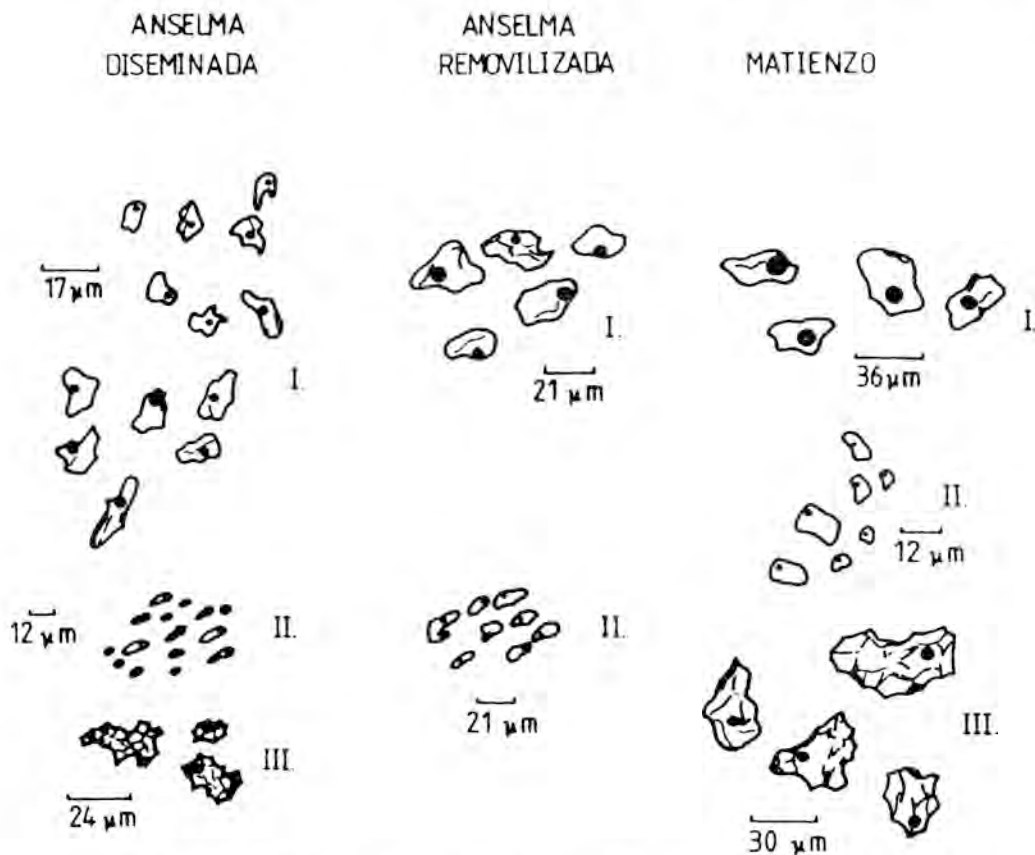 ANSELMA
DISEMINADA
17 μm
I.
12 μm
II.
24 μm
III.
ANSELMA
REMOVILIZADA
I.
21 μm
II.
21 μm
MATIENZO
I.
36 μm
II.
12 μm
III.
30 μm